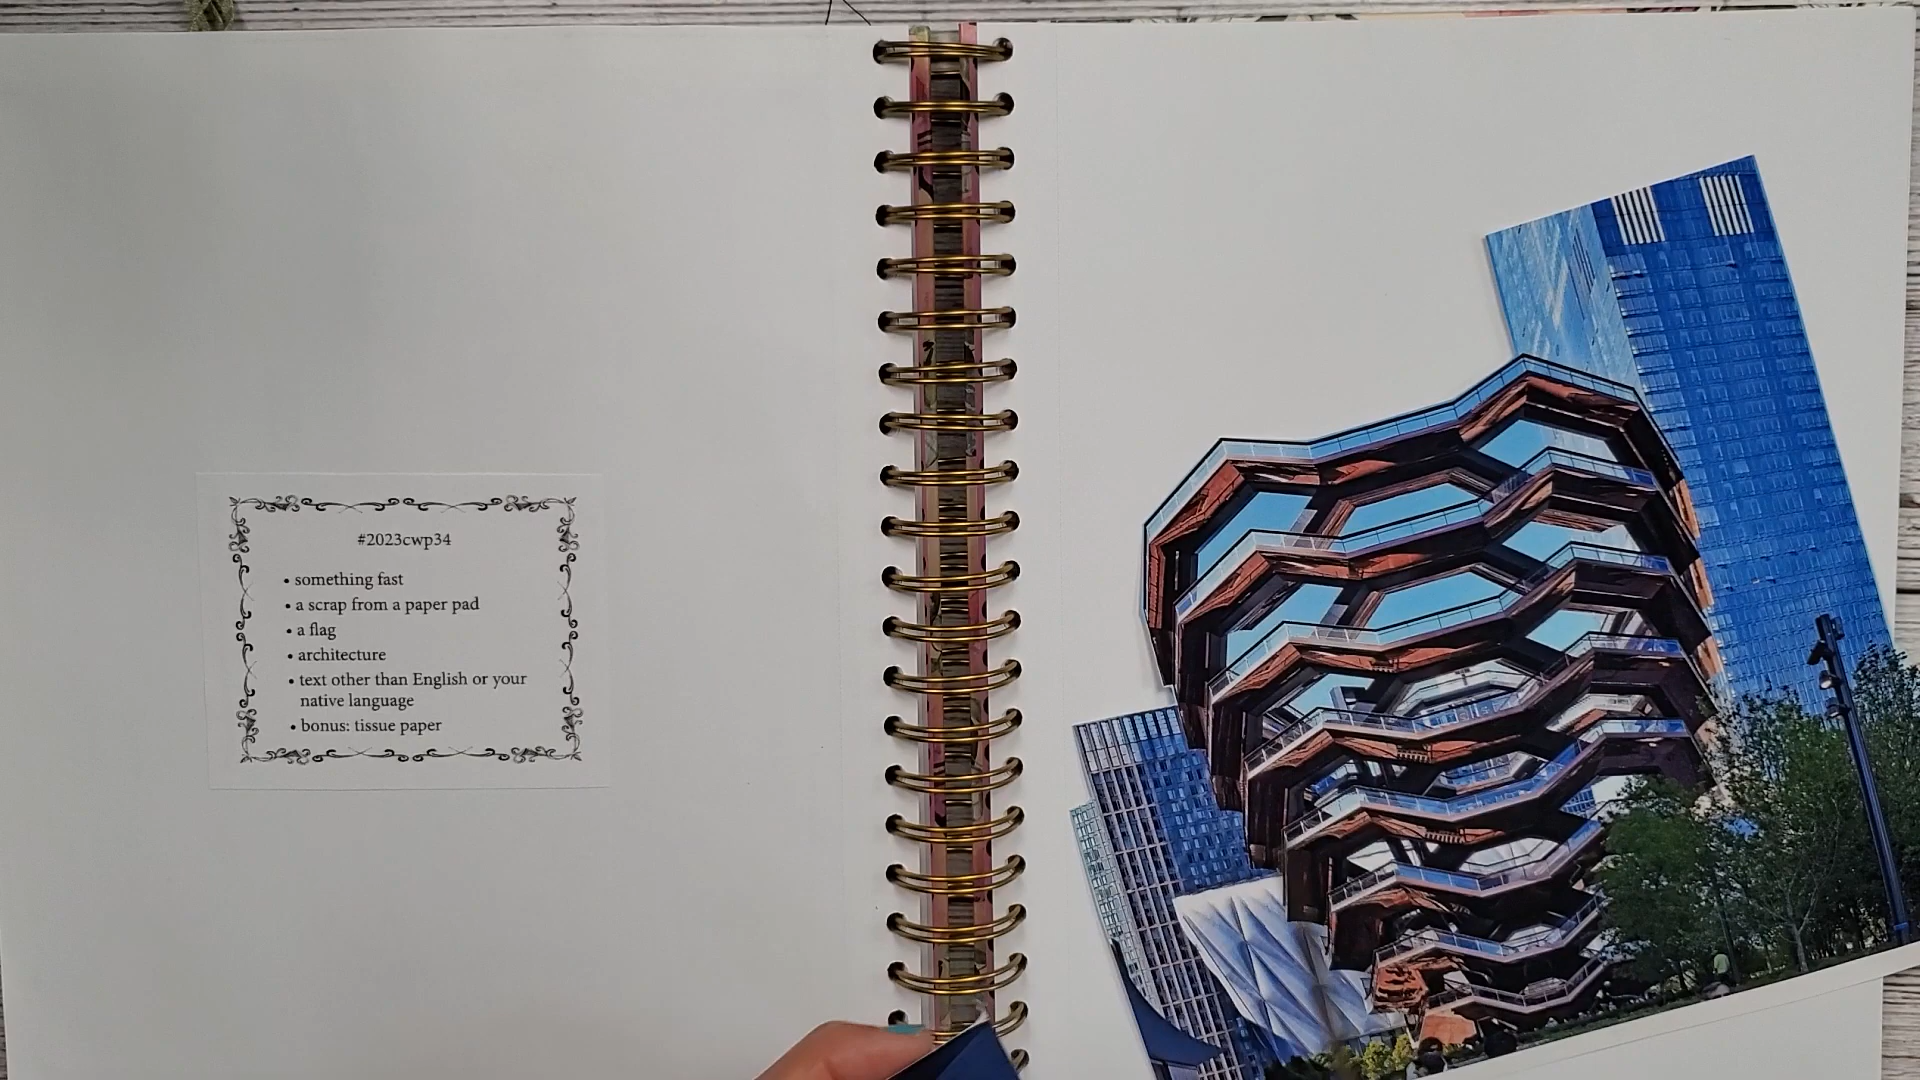 #2023cwp34
• something fast
• a scrap from a paper pad
• a flag
• architecture
• text other than English or your
native language
• bonus: tissue paper